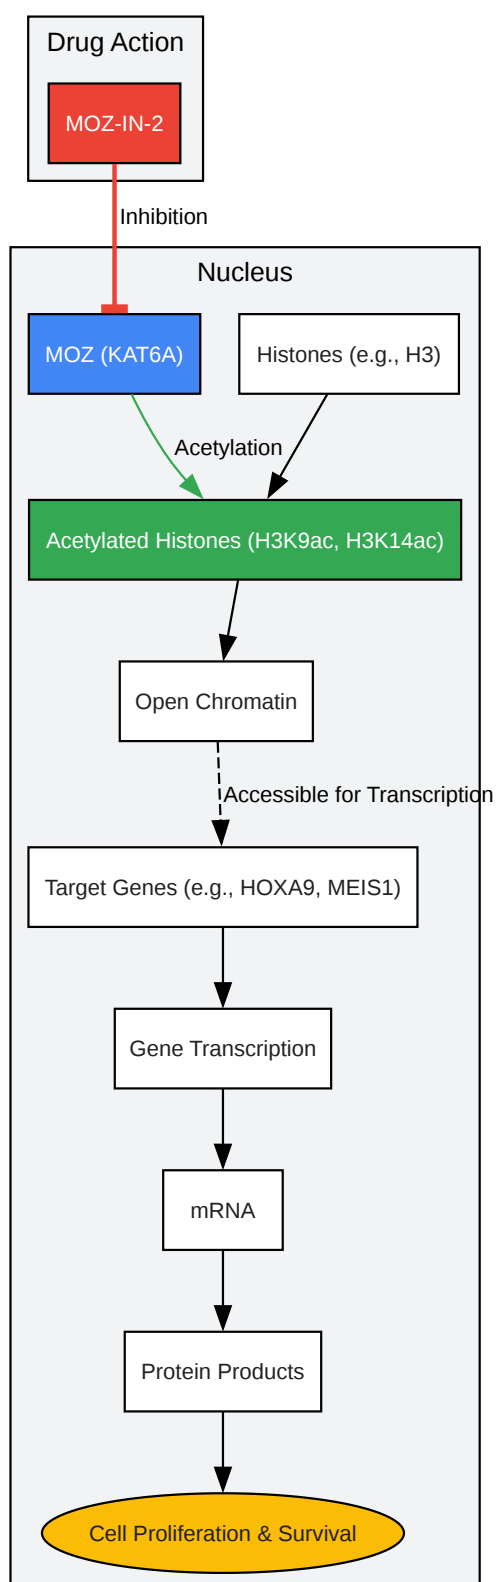 Drug Action
MOZ-IN-2
Inhibition
Nucleus
MOZ (KAT6A)
Histones (e.g., H3)
Acetylation
Acetylated Histones (H3K9ac, H3K14ac)
Open Chromatin
Accessible for Transcription
Target Genes (e.g., HOXA9, MEIS1)
Gene Transcription
mRNA
Protein Products
Cell Proliferation & Survival